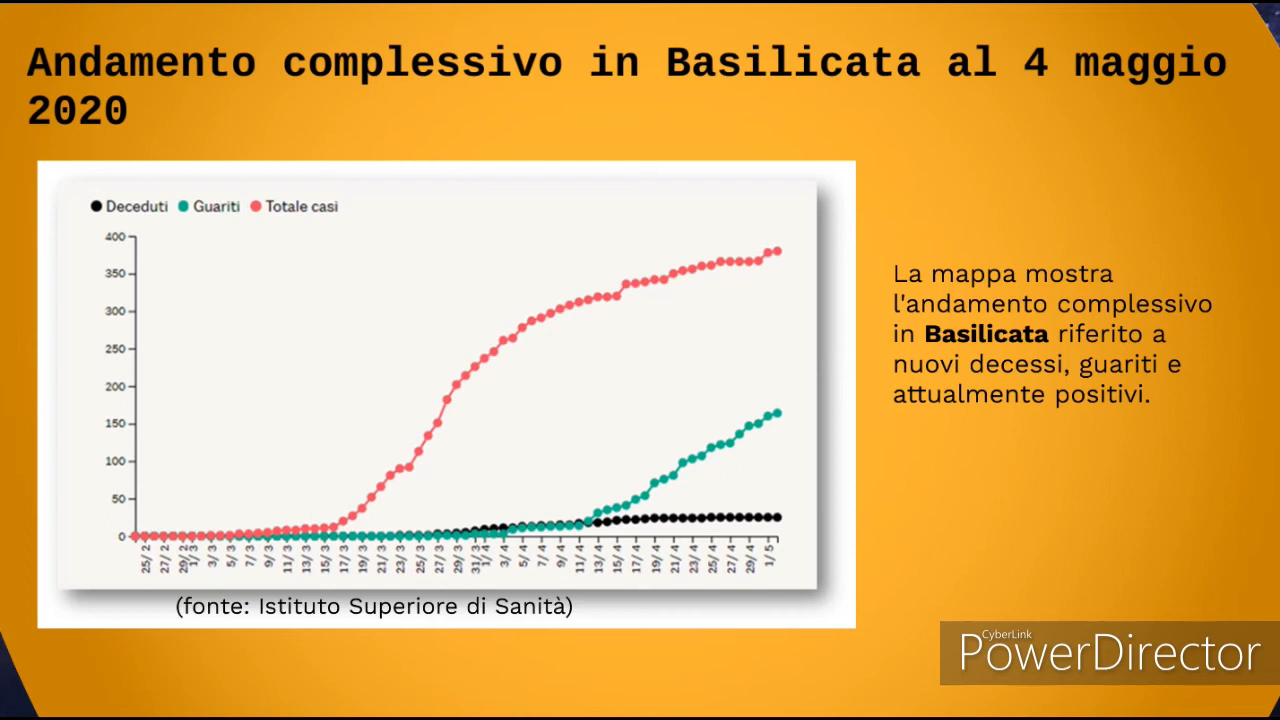 Andamento complessivo in Basilicata al 4 maggio
2020
Deceduti Guariti Totale casi
400
350
300
250
200
150
100
50
0
25/ 2 27/ 2 29/ 2 1/ 3 3/ 3 5/ 3 7/ 3 9/ 3 11/ 3 13/ 3 15/ 3 17/ 3 19/ 3 21/ 3 23/ 3 25/ 3 27/ 3 29/ 3 31/ 3 1/ 4 3/ 4 5/ 4 7/ 4 9/ 4 11/ 4 13/ 4 15/ 4 17/ 4 19/ 4 21/ 4 23/ 4 25/ 4 27/ 4 29/ 4 1/ 5
(fonte: Istituto Superiore di Sanità)
La mappa mostra
l'andamento complessivo
in Basilicata riferito a
nuovi decessi, guariti e
attualmente positivi.
CyberLink
PowerDirector